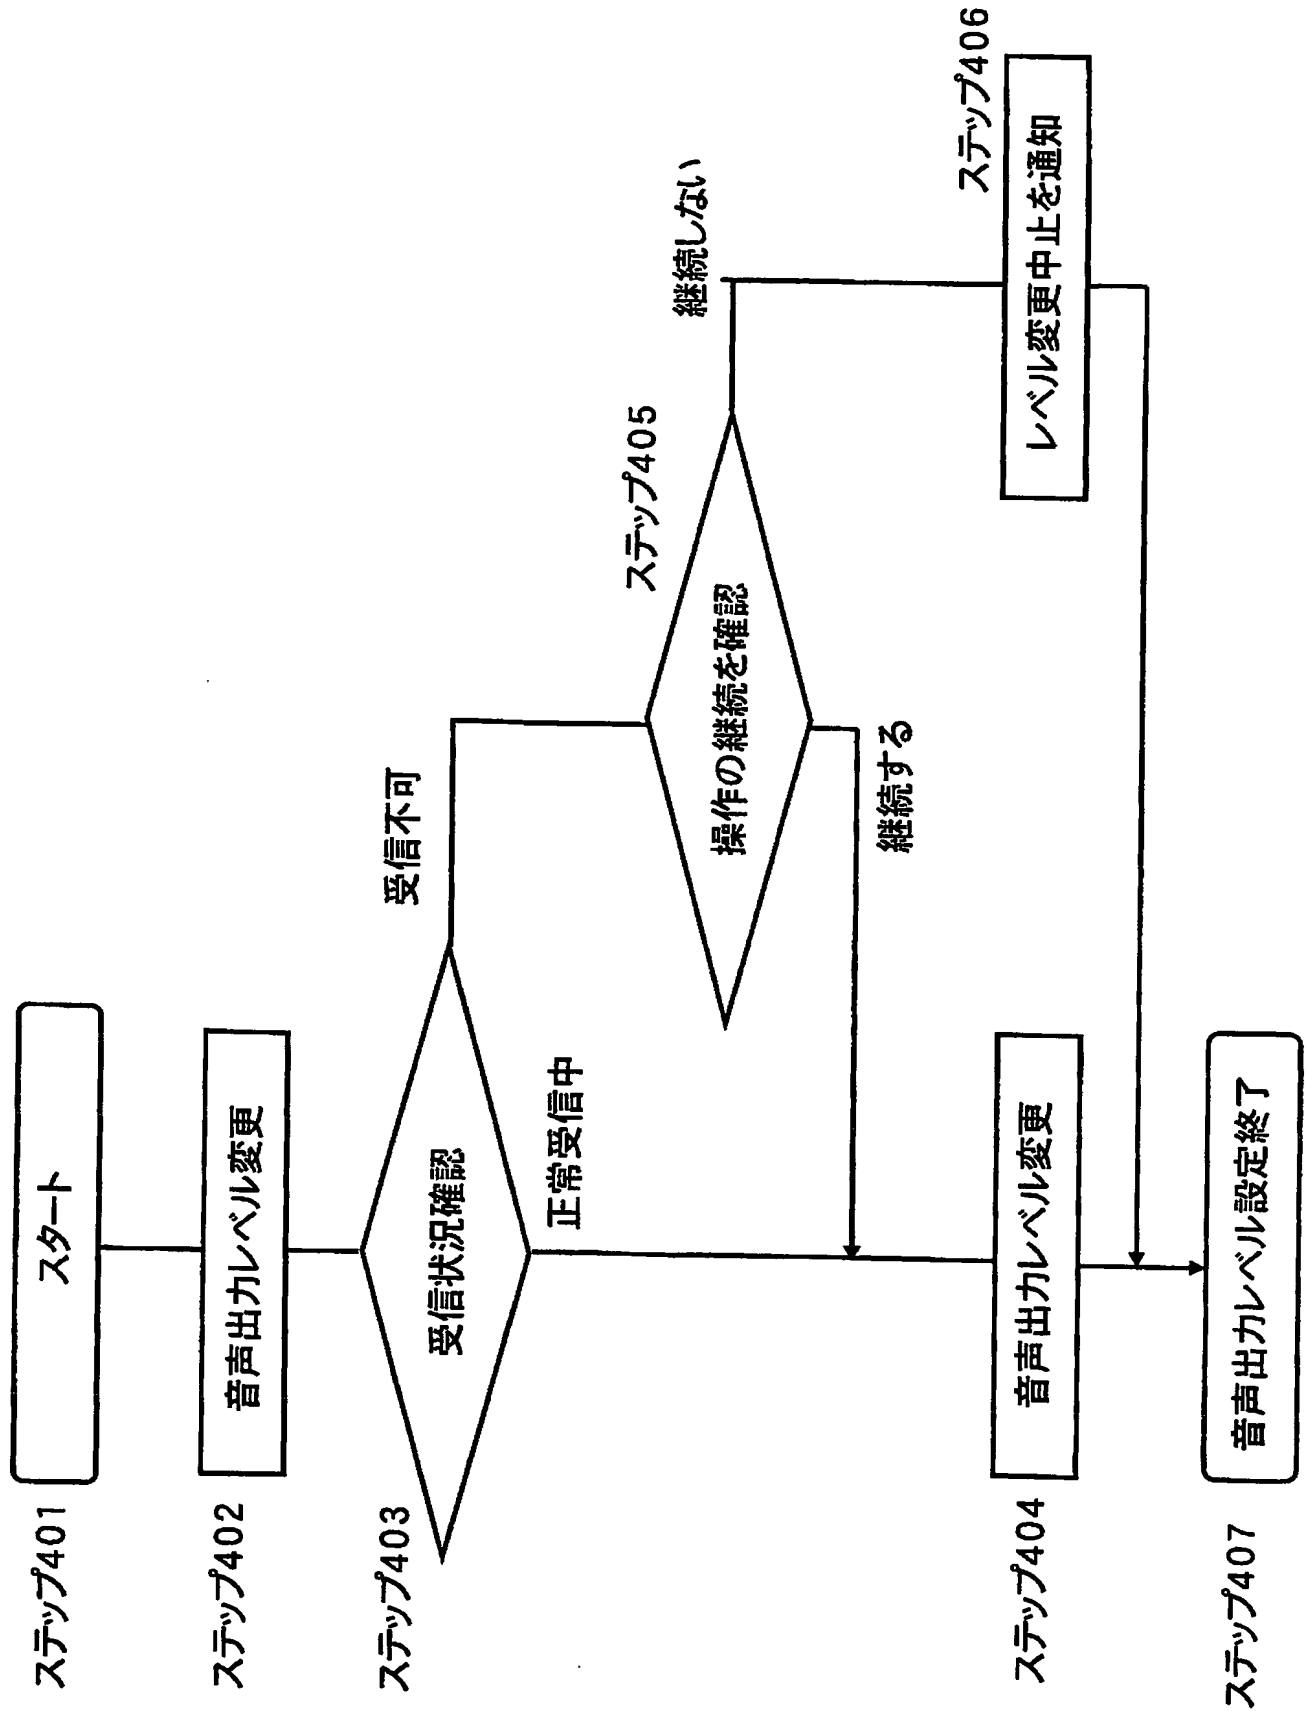 ステップ401
スタート
ステップ402
音声出力レベル変更
ステップ403
受信状況確認
受信不可
正常受信中
ステップ405
操作の継続を確認
継続しない
継続する
ステップ406
レベル変更中止を通知
ステップ404
音声出力レベル変更
ステップ407
音声出力レベル設定終了